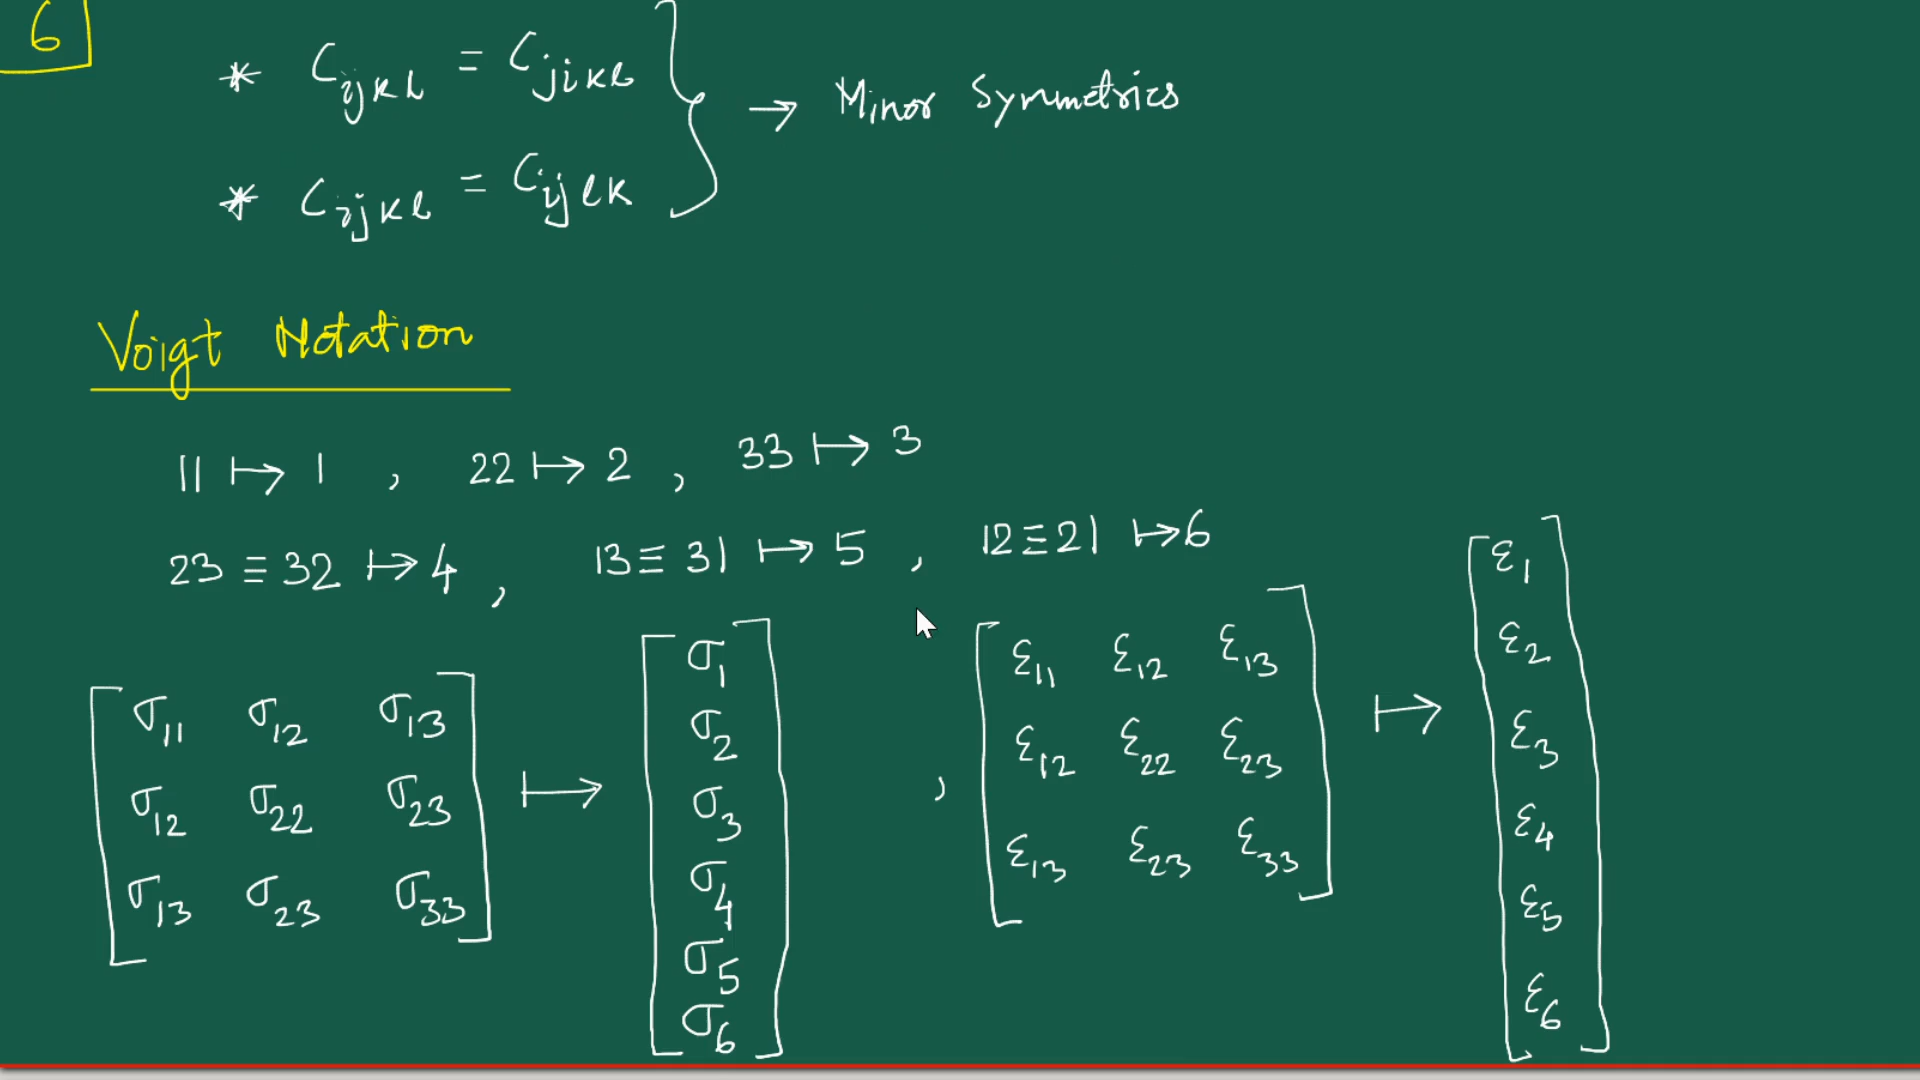 6
* C_ijkl = C_jikl
* C_ijkl = C_ijlk } → Minor Symmetries
Voigt Notation
11 ↦ 1 , 22 ↦ 2 , 33 ↦ 3
23 ≡ 32 ↦ 4 , 13 ≡ 31 ↦ 5 , 12 ≡ 21 ↦ 6
[ σ11 σ12 σ13
σ12 σ22 σ23
σ13 σ23 σ33 ] ↦ [ σ1
σ2
σ3
σ4
σ5
σ6 ] ,
[ ε11 ε12 ε13
ε12 ε22 ε23
ε13 ε23 ε33 ] ↦ [ ε1
ε2
ε3
ε4
ε5
ε6 ]